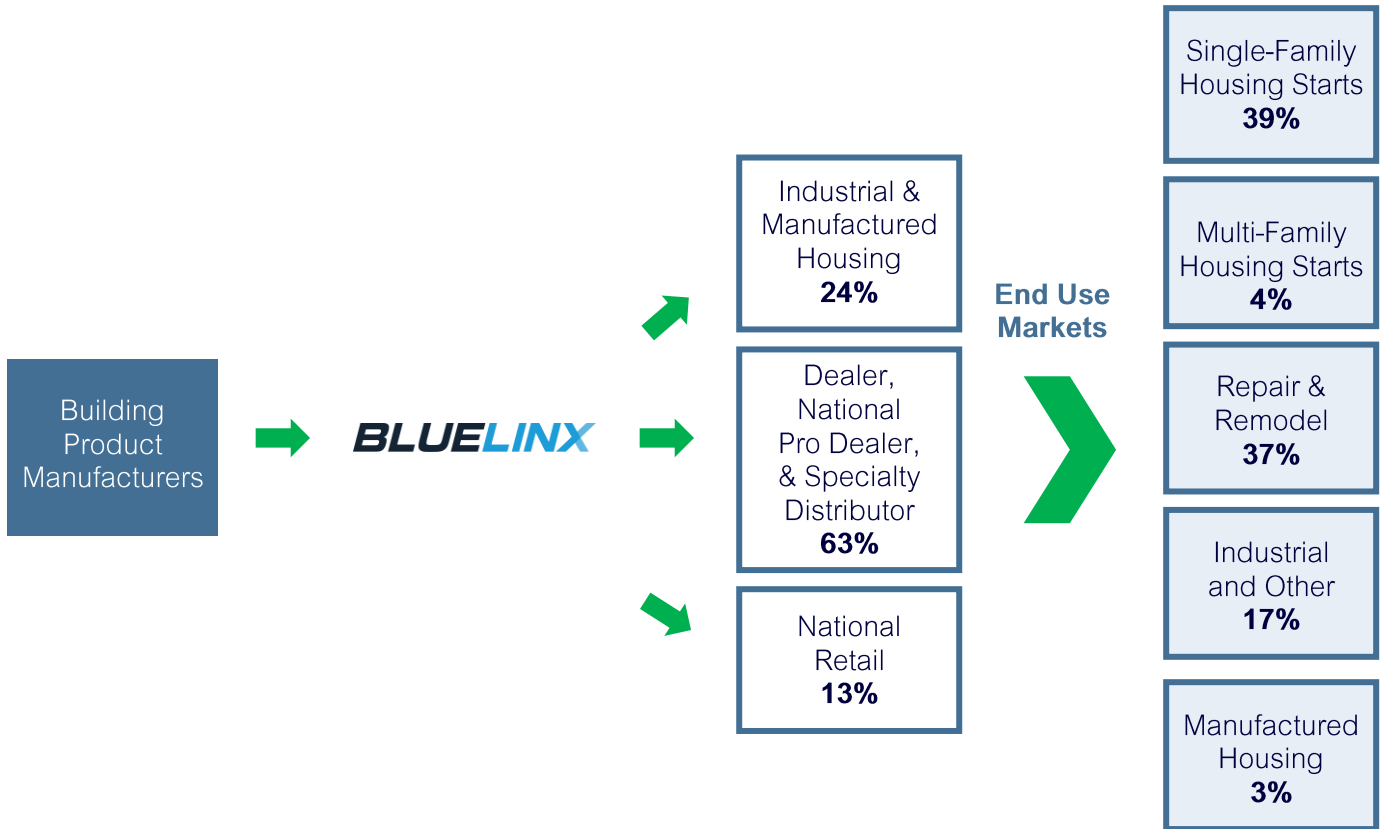 Building
Product
Manufacturers
BLUELINX
Industrial &
Manufactured
Housing
24%
Dealer,
National
Pro Dealer,
& Specialty
Distributor
63%
National
Retail
13%
End Use
Markets
Single-Family
Housing Starts
39%
Multi-Family
Housing Starts
4%
Repair &
Remodel
37%
Industrial
and Other
17%
Manufactured
Housing
3%